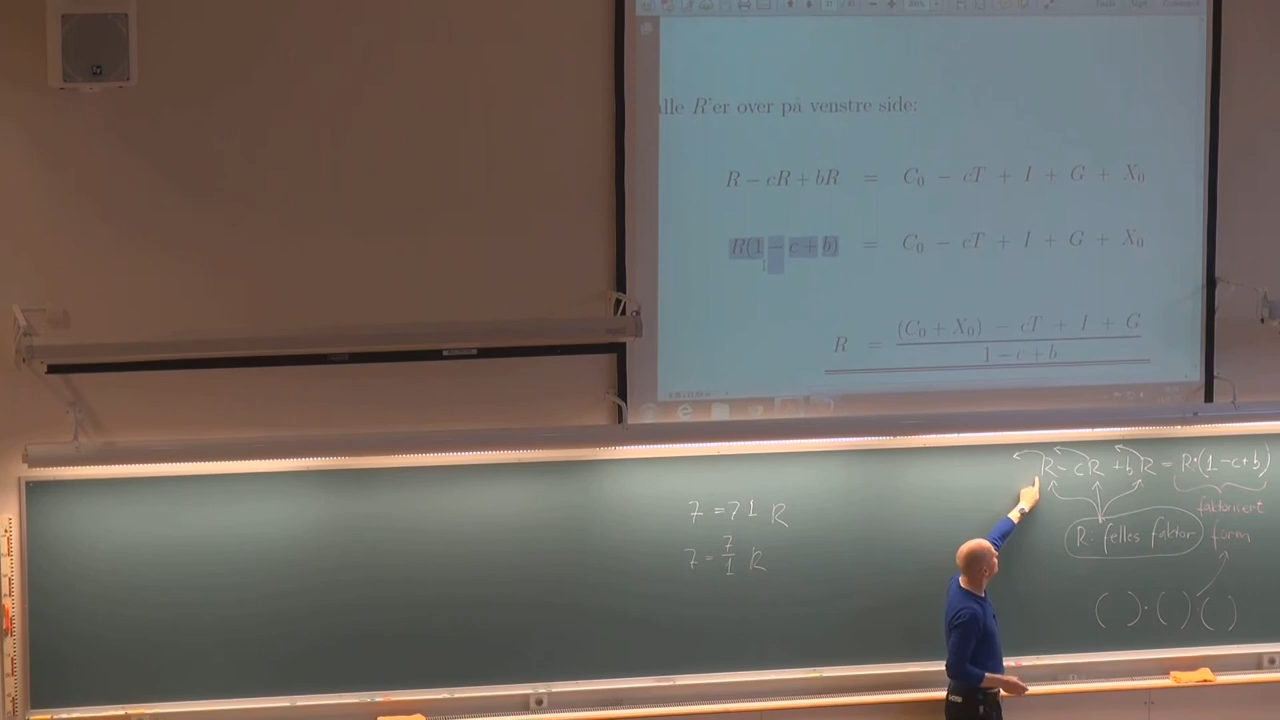 alle R'er over på venstre side:
R − cR + bR = C₀ − cT + I + G + X₀
R(1 − c + b) = C₀ − cT + I + G + X₀
R = (C₀ + X₀) − cT + I + G
1 − c + b
R − cR + bR = R·(1 − c + b)
faktorisert
R: felles faktor form
( )·( )( )
7 = 7 1 R
7 = 7/1 R